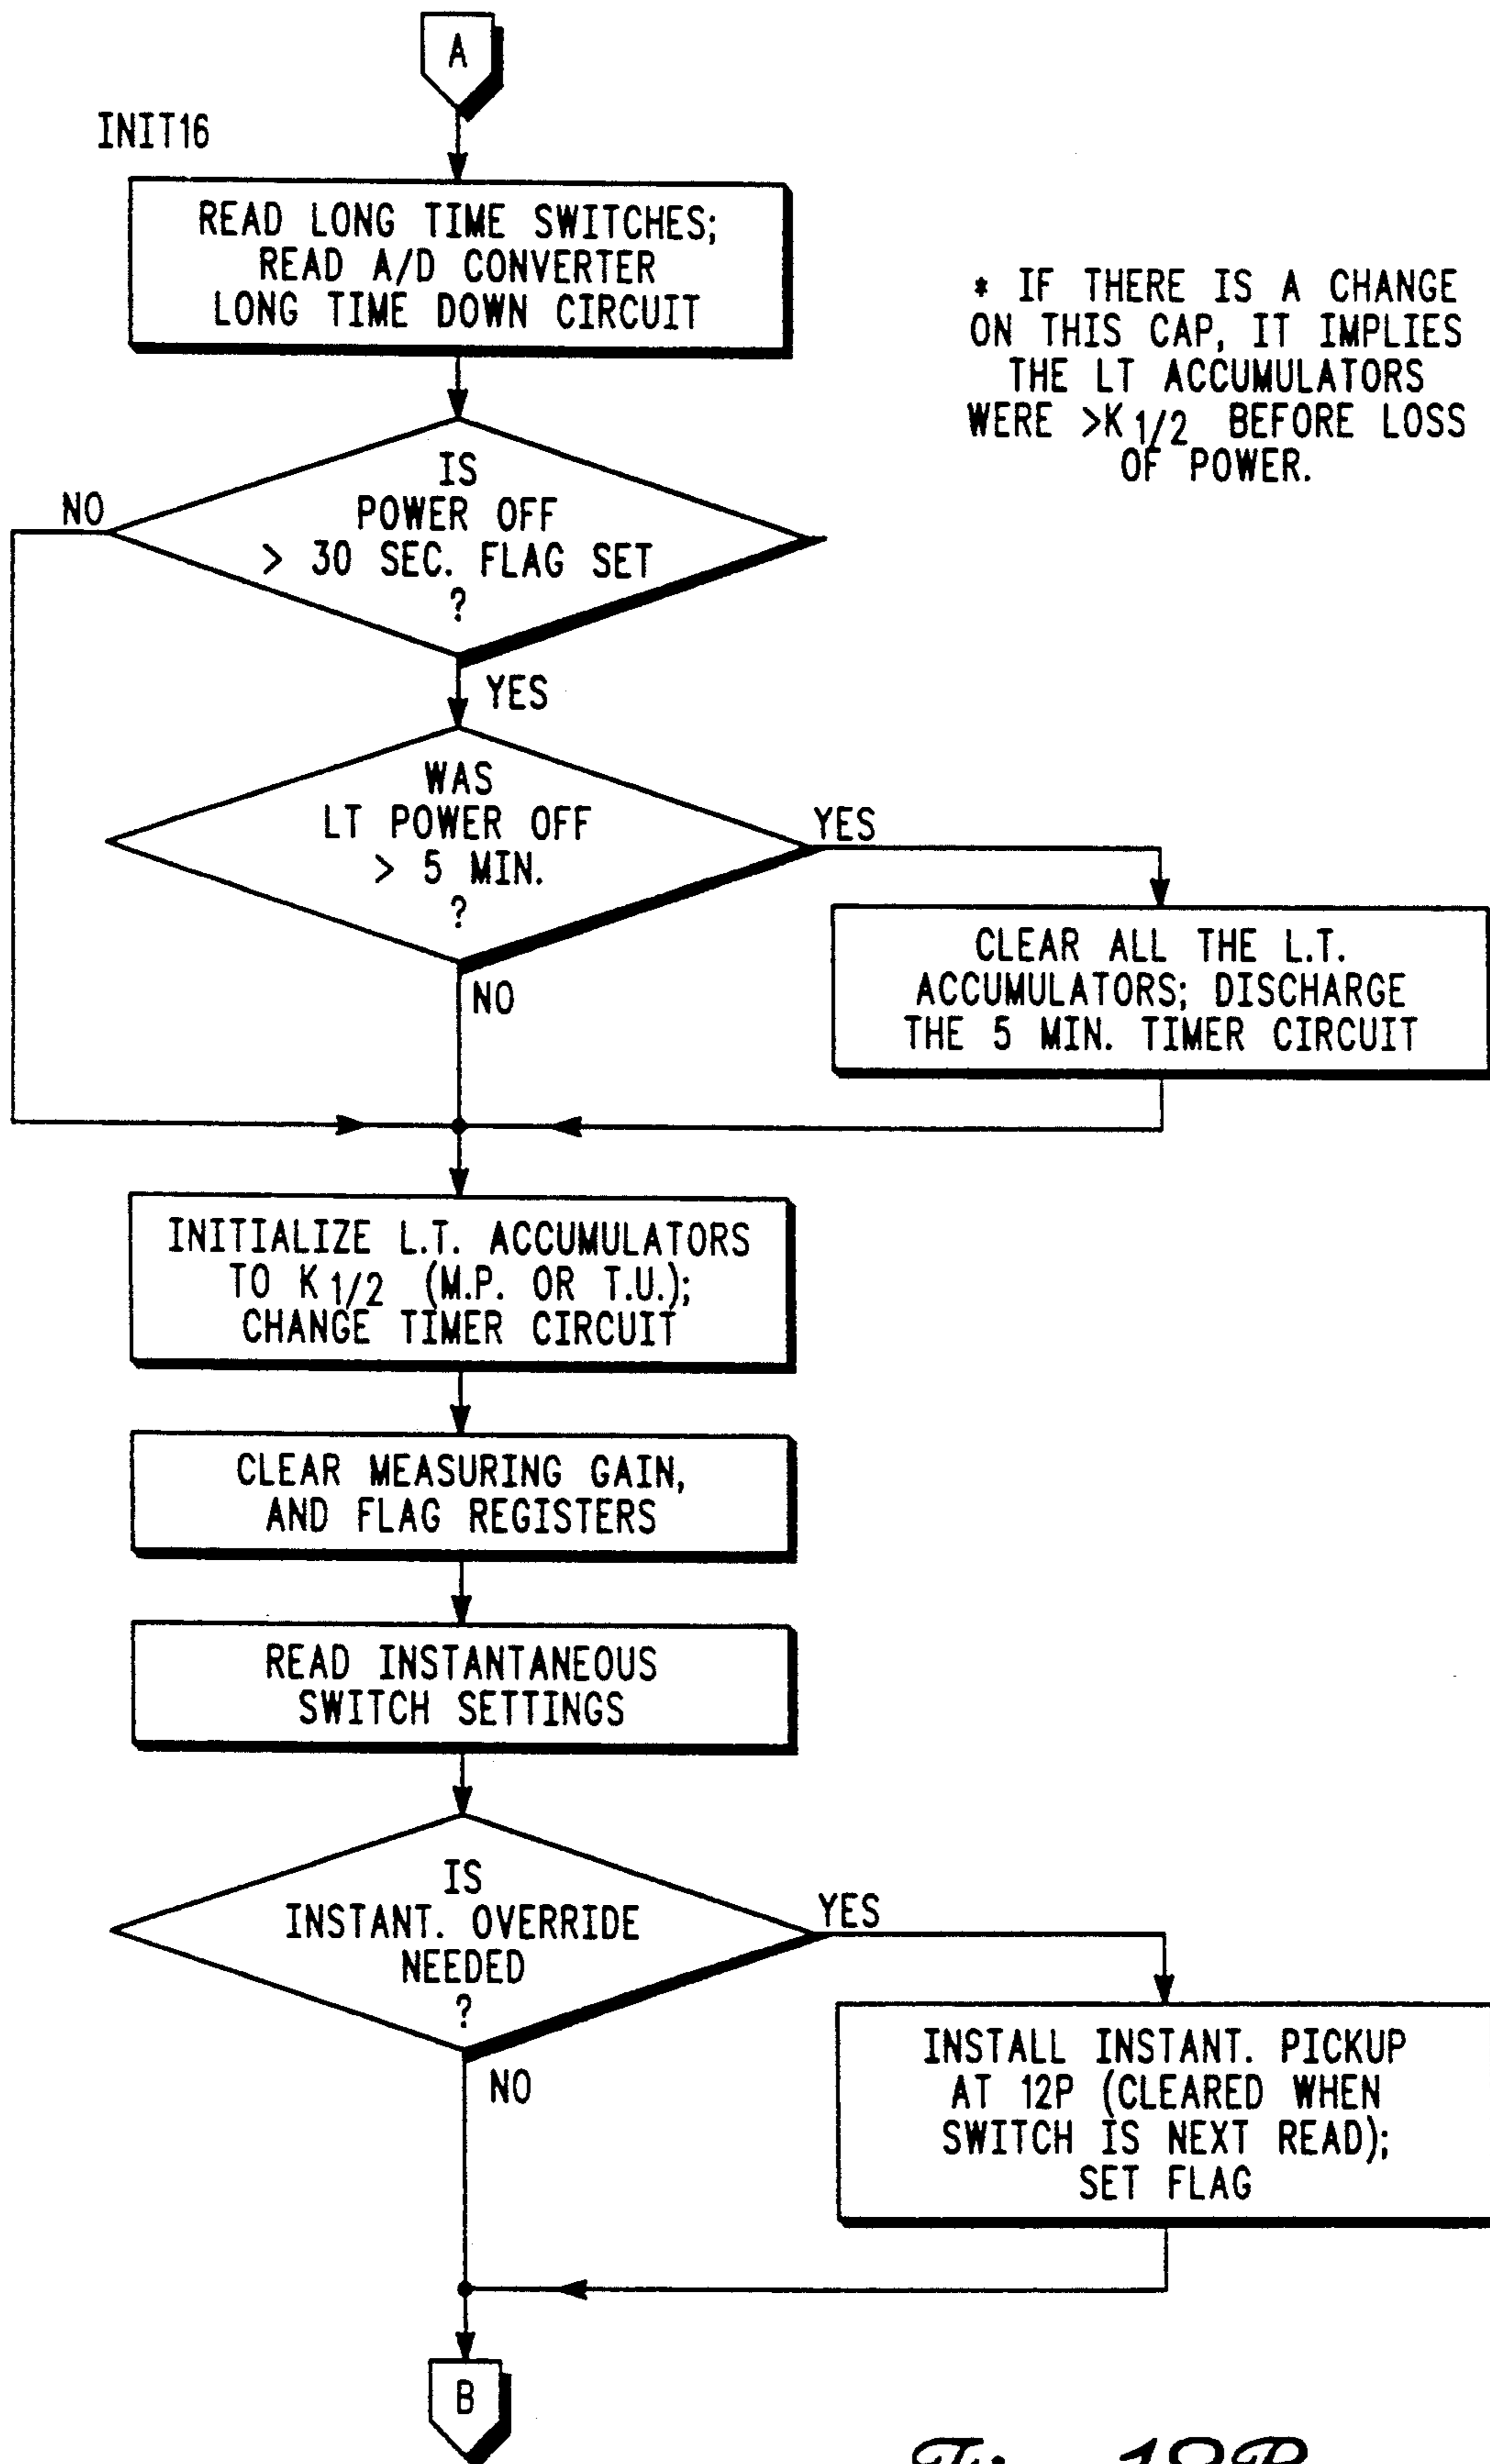 A
INIT16
READ LONG TIME SWITCHES;
READ A/D CONVERTER
LONG TIME DOWN CIRCUIT
* IF THERE IS A CHANGE
ON THIS CAP, IT IMPLIES
THE LT ACCUMULATORS
WERE >K 1/2 BEFORE LOSS
OF POWER.
IS
POWER OFF
> 30 SEC. FLAG SET
?
NO
YES
WAS
LT POWER OFF
> 5 MIN.
?
YES
NO
CLEAR ALL THE L.T.
ACCUMULATORS; DISCHARGE
THE 5 MIN. TIMER CIRCUIT
INITIALIZE L.T. ACCUMULATORS
TO K 1/2 (M.P. OR T.U.);
CHANGE TIMER CIRCUIT
CLEAR MEASURING GAIN,
AND FLAG REGISTERS
READ INSTANTANEOUS
SWITCH SETTINGS
IS
INSTANT. OVERRIDE
NEEDED
?
YES
NO
INSTALL INSTANT. PICKUP
AT 12P (CLEARED WHEN
SWITCH IS NEXT READ);
SET FLAG
B